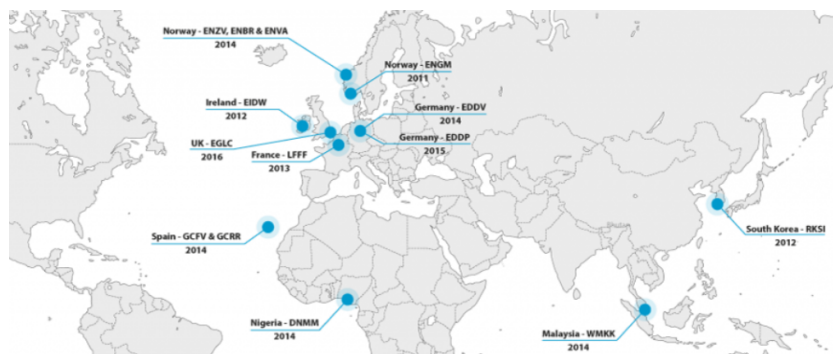 Norway - ENZV, ENBR & ENVA
2014
Norway - ENGM
2011
Ireland - EIDW
2012
Germany - EDDV
2014
UK - EGLC
2016
Germany - EDDP
2015
France - LFFF
2013
Spain - GCFV & GCRR
2014
South Korea - RKSI
2012
Nigeria - DNMM
2014
Malaysia - WMKK
2014